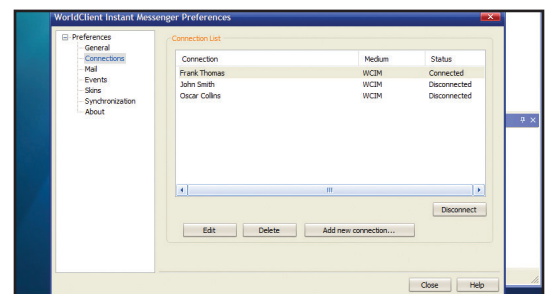 WorldClient Instant Messenger Preferences
Preferences
General
Connections
Mail
Events
Skins
Synchronization
About
Connection List
Connection Medium Status
Frank Thomas WCIM Connected
John Smith WCIM Disconnected
Oscar Collins WCIM Disconnected
Disconnect
Edit Delete Add new connection...
Close Help